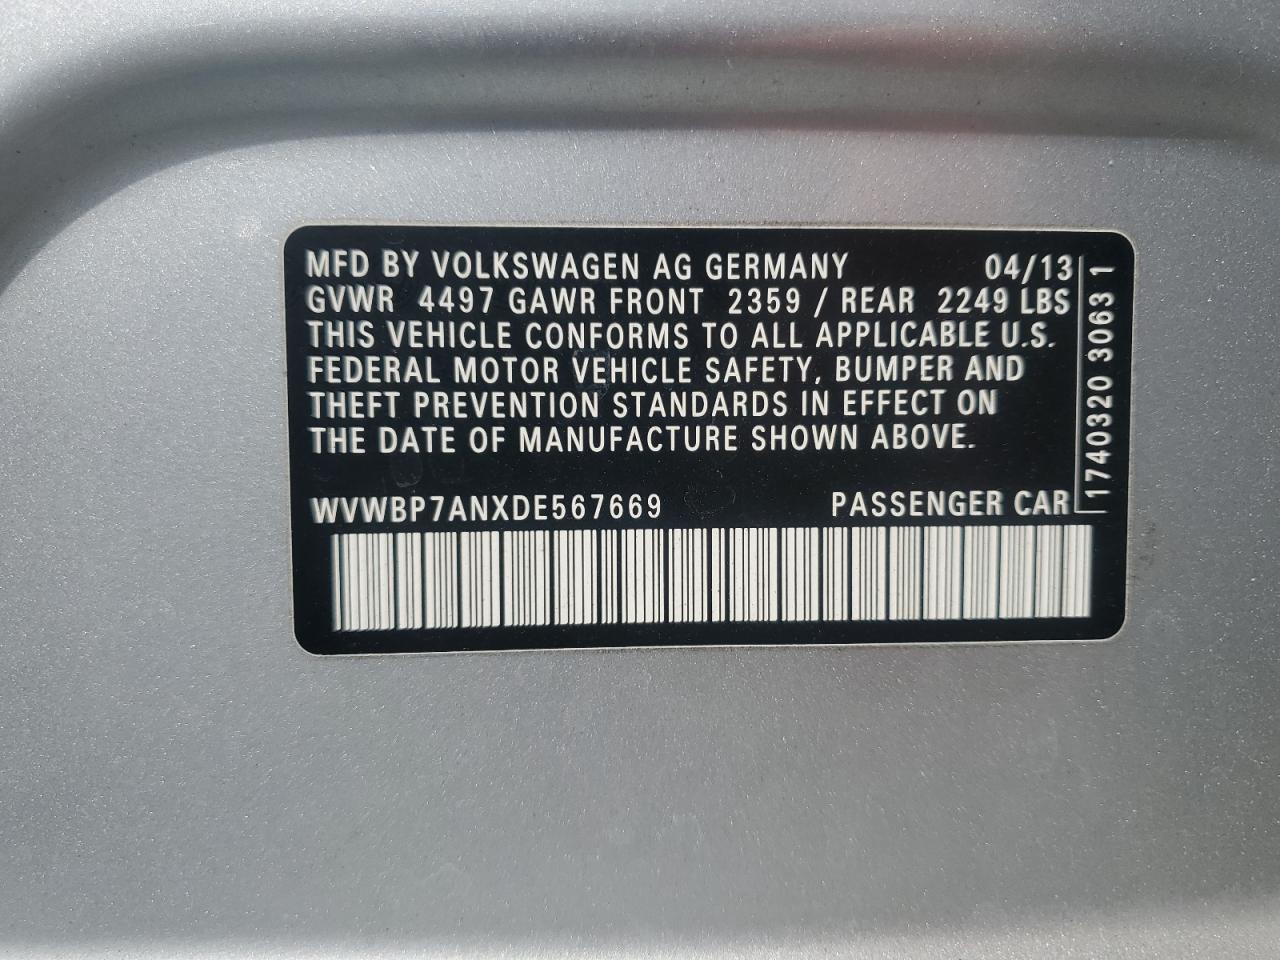 MFD BY VOLKSWAGEN AG GERMANY 04/13
GVWR 4497 GAWR FRONT 2359 / REAR 2249 LBS
THIS VEHICLE CONFORMS TO ALL APPLICABLE U.S.
FEDERAL MOTOR VEHICLE SAFETY, BUMPER AND
THEFT PREVENTION STANDARDS IN EFFECT ON
THE DATE OF MANUFACTURE SHOWN ABOVE.
WVWBP7ANXDE567669 PASSENGER CAR
1740320 3063 1